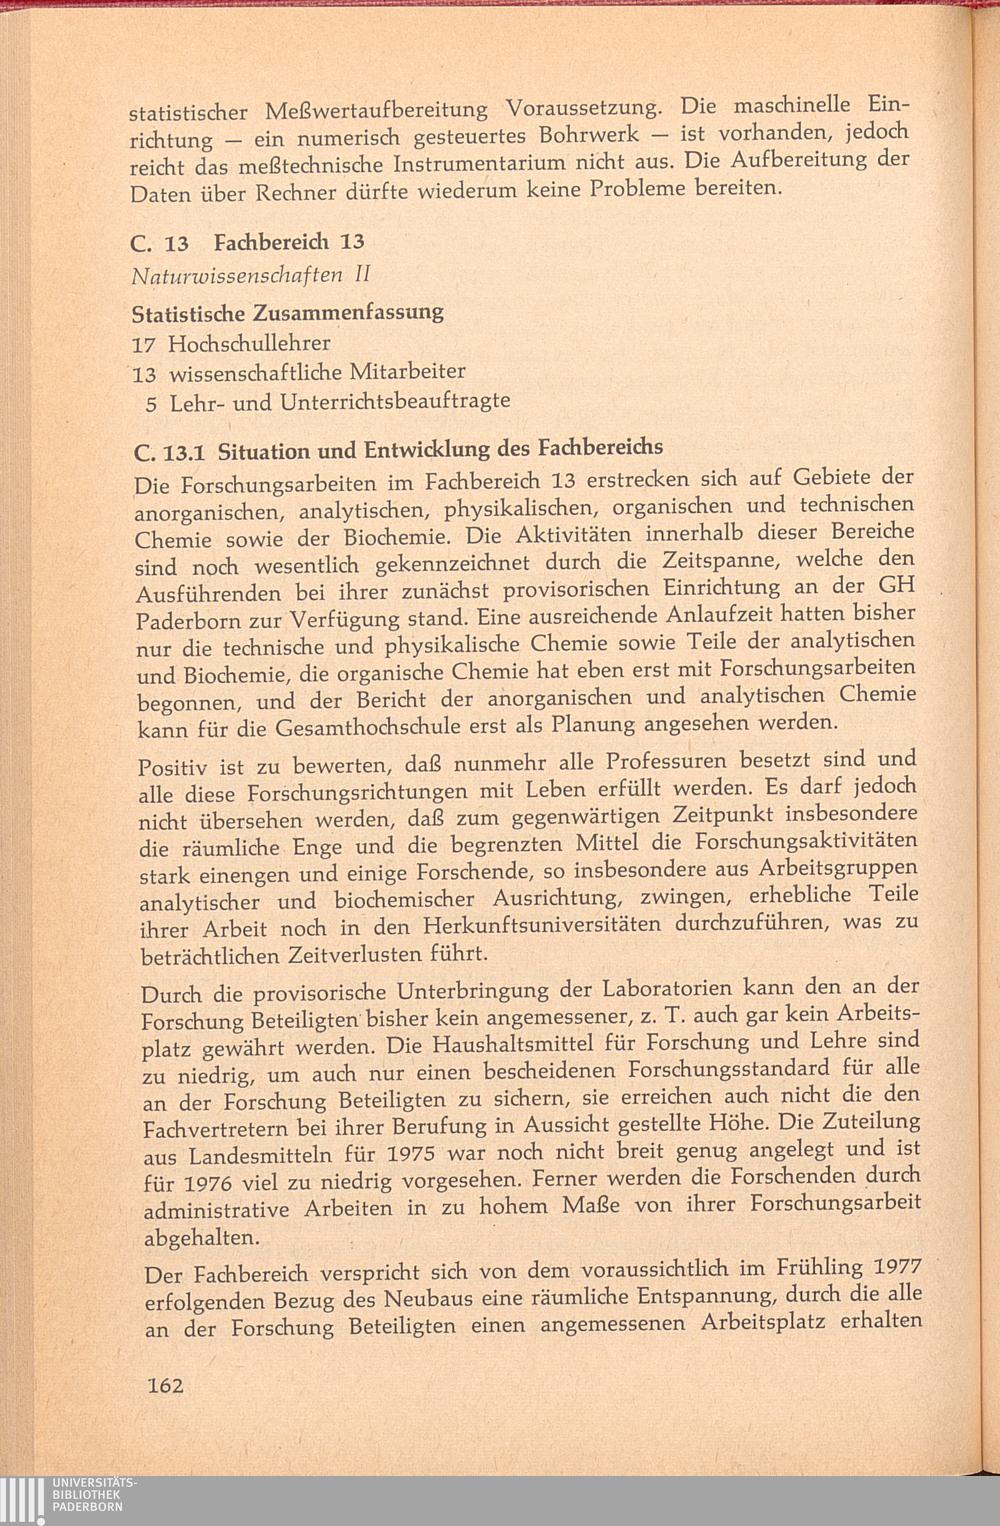 statistischer Meßwertaufbereitung Voraussetzung. Die maschinelle Ein-
richtung — ein numerisch gesteuertes Bohrwerk — ist vorhanden, jedoch
reicht das meßtechnische Instrumentarium nicht aus. Die Aufbereitung der
Daten über Rechner dürfte wiederum keine Probleme bereiten.
C. 13 Fachbereich 13
Naturwissenschaften II
Statistische Zusammenfassung
17 Hochschullehrer
13 wissenschaftliche Mitarbeiter
5 Lehr- und Unterrichtsbeauftragte
C. 13.1 Situation und Entwicklung des Fachbereichs
Die Forschungsarbeiten im Fachbereich 13 erstrecken sich auf Gebiete der
anorganischen, analytischen, physikalischen, organischen und technischen
Chemie sowie der Biochemie. Die Aktivitäten innerhalb dieser Bereiche
sind noch wesentlich gekennzeichnet durch die Zeitspanne, welche den
Ausführenden bei ihrer zunächst provisorischen Einrichtung an der GH
Paderborn zur Verfügung stand. Eine ausreichende Anlaufzeit hatten bisher
nur die technische und physikalische Chemie sowie Teile der analytischen
und Biochemie, die organische Chemie hat eben erst mit Forschungsarbeiten
begonnen, und der Bericht der anorganischen und analytischen Chemie
kann für die Gesamthochschule erst als Planung angesehen werden.
Positiv ist zu bewerten, daß nunmehr alle Professuren besetzt sind und
alle diese Forschungsrichtungen mit Leben erfüllt werden. Es darf jedoch
nicht übersehen werden, daß zum gegenwärtigen Zeitpunkt insbesondere
die räumliche Enge und die begrenzten Mittel die Forschungsaktivitäten
stark einengen und einige Forschende, so insbesondere aus Arbeitsgruppen
analytischer und biochemischer Ausrichtung, zwingen, erhebliche Teile
ihrer Arbeit noch in den Herkunftsuniversitäten durchzuführen, was zu
beträchtlichen Zeitverlusten führt.
Durch die provisorische Unterbringung der Laboratorien kann den an der
Forschung Beteiligten bisher kein angemessener, z. T. auch gar kein Arbeits-
platz gewährt werden. Die Haushaltsmittel für Forschung und Lehre sind
zu niedrig, um auch nur einen bescheidenen Forschungsstandard für alle
an der Forschung Beteiligten zu sichern, sie erreichen auch nicht die den
Fachvertretern bei ihrer Berufung in Aussicht gestellte Höhe. Die Zuteilung
aus Landesmitteln für 1975 war noch nicht breit genug angelegt und ist
für 1976 viel zu niedrig vorgesehen. Ferner werden die Forschenden durch
administrative Arbeiten in zu hohem Maße von ihrer Forschungsarbeit
abgehalten.
Der Fachbereich verspricht sich von dem voraussichtlich im Frühling 1977
erfolgenden Bezug des Neubaus eine räumliche Entspannung, durch die alle
an der Forschung Beteiligten einen angemessenen Arbeitsplatz erhalten
162
UNIVERSITÄTS-
BIBLIOTHEK
PADERBORN